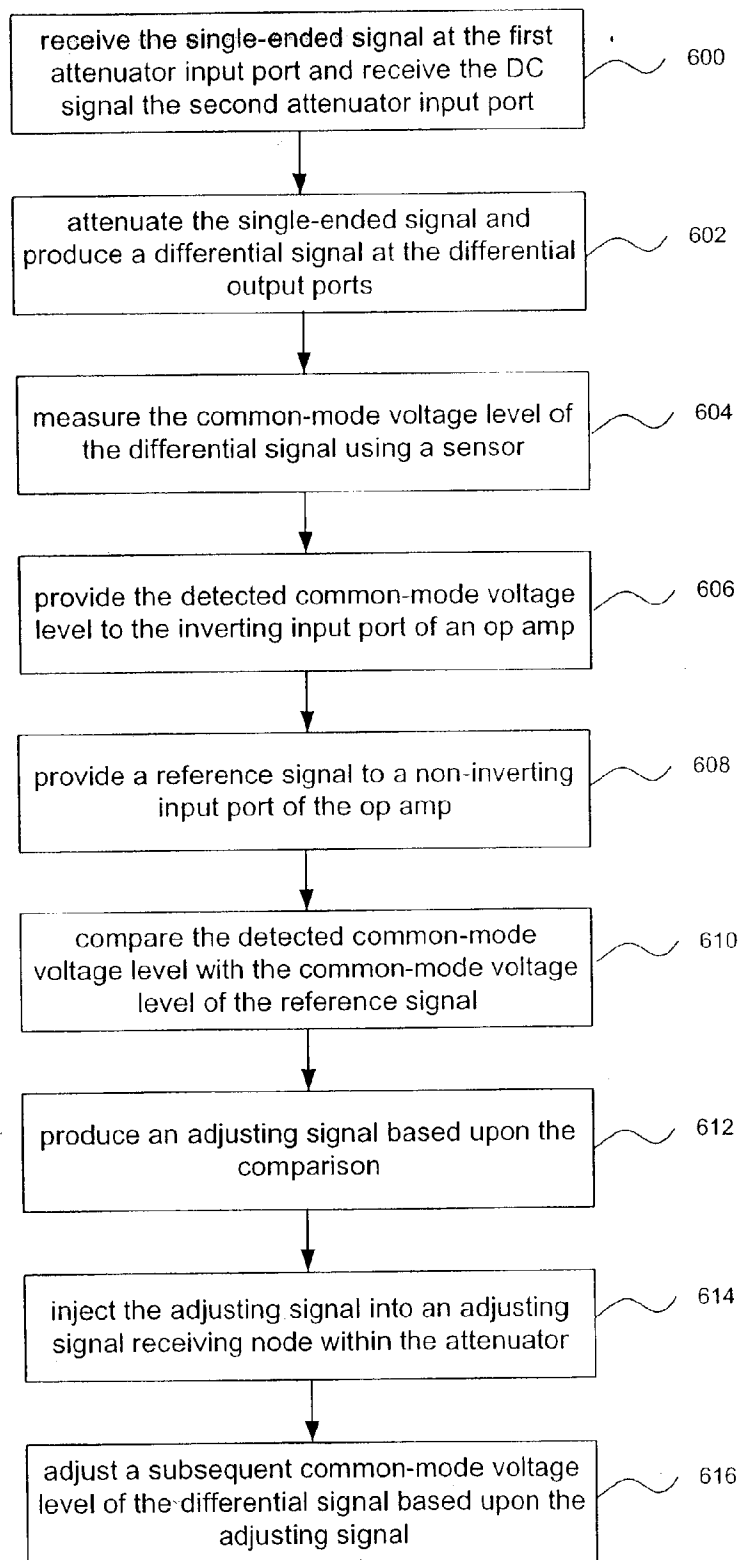 receive the single-ended signal at the first
attenuator input port and receive the DC
signal the second attenuator input port
600
attenuate the single-ended signal and
produce a differential signal at the differential
output ports
602
measure the common-mode voltage level of
the differential signal using a sensor
604
provide the detected common-mode voltage
level to the inverting input port of an op amp
606
provide a reference signal to a non-inverting
input port of the op amp
608
compare the detected common-mode
voltage level with the common-mode voltage
level of the reference signal
610
produce an adjusting signal based upon the
comparison
612
inject the adjusting signal into an adjusting
signal receiving node within the attenuator
614
adjust a subsequent common-mode voltage
level of the differential signal based upon the
adjusting signal
616